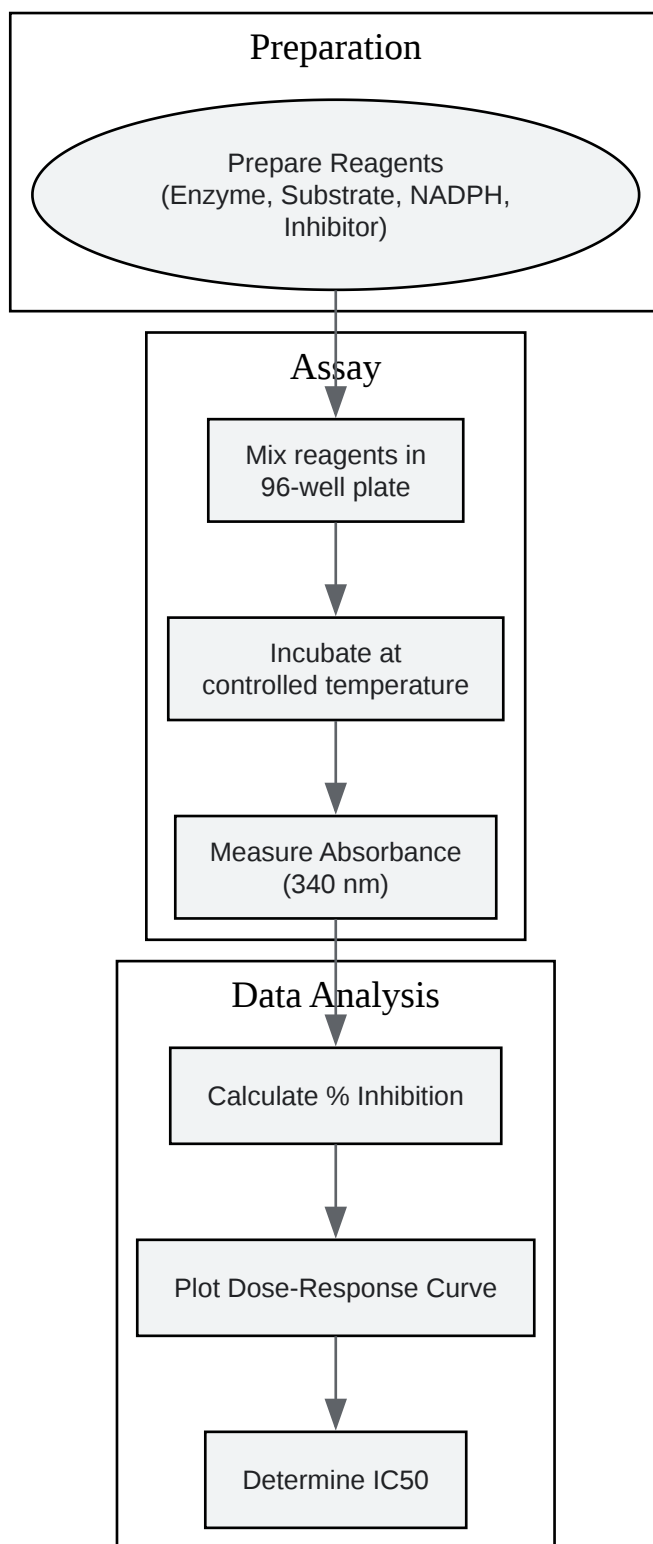 Preparation
Prepare Reagents
(Enzyme, Substrate, NADPH,
Inhibitor)
Assay
Mix reagents in
96-well plate
Incubate at
controlled temperature
Measure Absorbance
(340 nm)
Data Analysis
Calculate % Inhibition
Plot Dose-Response Curve
Determine IC50